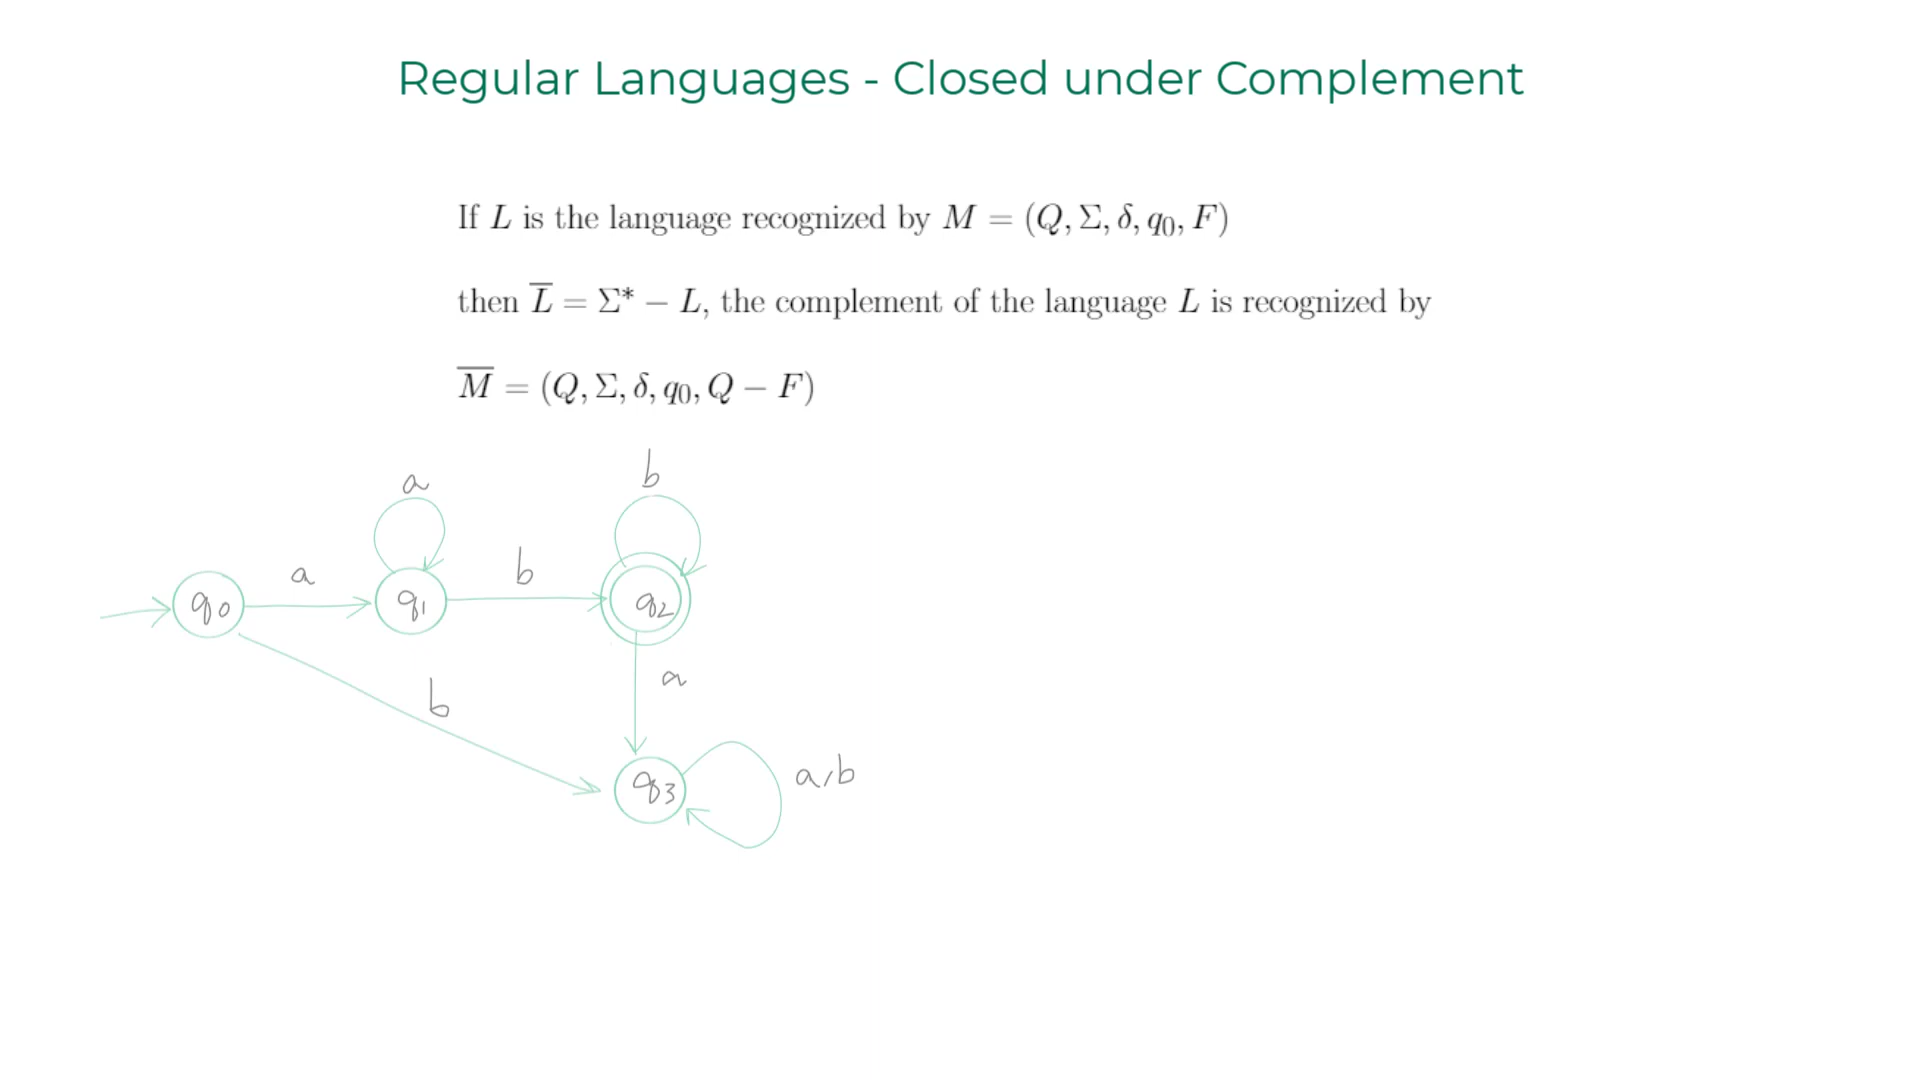 Regular Languages - Closed under Complement
If L is the language recognized by M = (Q, Σ, δ, q₀, F)
then L̅ = Σ* − L, the complement of the language L is recognized by
M̅ = (Q, Σ, δ, q₀, Q − F)
a
b
a
b
q0
q1
q2
a
b
q3
a,b